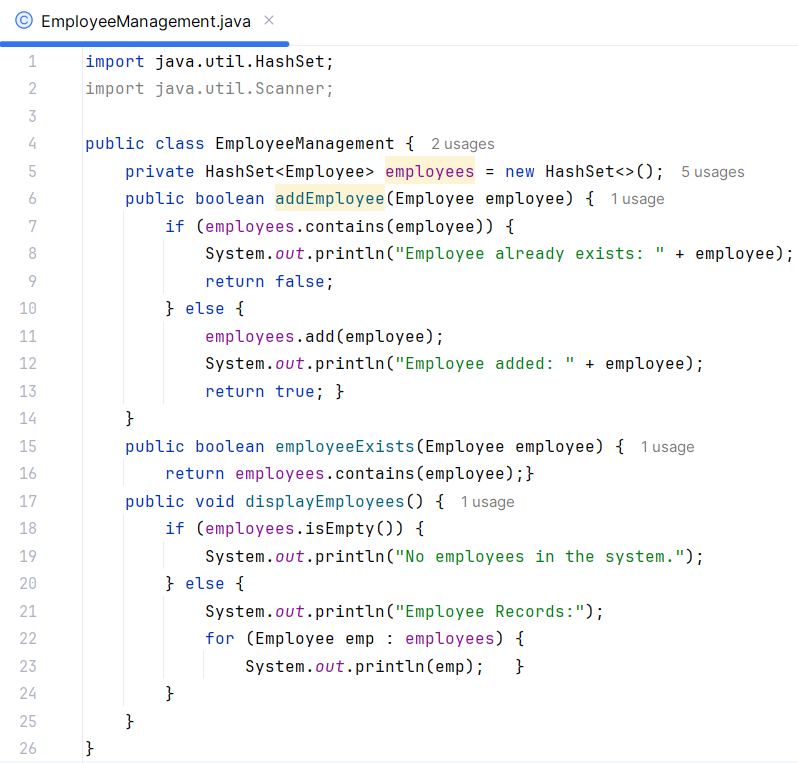 © EmployeeManagement.java ×
1 import java.util.HashSet;
2 import java.util.Scanner;
3
4 public class EmployeeManagement { 2 usages
5     private HashSet<Employee> employees = new HashSet<>(); 5 usages
6     public boolean addEmployee(Employee employee) { 1 usage
7         if (employees.contains(employee)) {
8             System.out.println("Employee already exists: " + employee);
9             return false;
10         } else {
11             employees.add(employee);
12             System.out.println("Employee added: " + employee);
13             return true; }
14     }
15     public boolean employeeExists(Employee employee) { 1 usage
16         return employees.contains(employee);}
17     public void displayEmployees() { 1 usage
18         if (employees.isEmpty()) {
19             System.out.println("No employees in the system.");
20         } else {
21             System.out.println("Employee Records:");
22             for (Employee emp : employees) {
23                 System.out.println(emp);   }
24         }
25     }
26 }